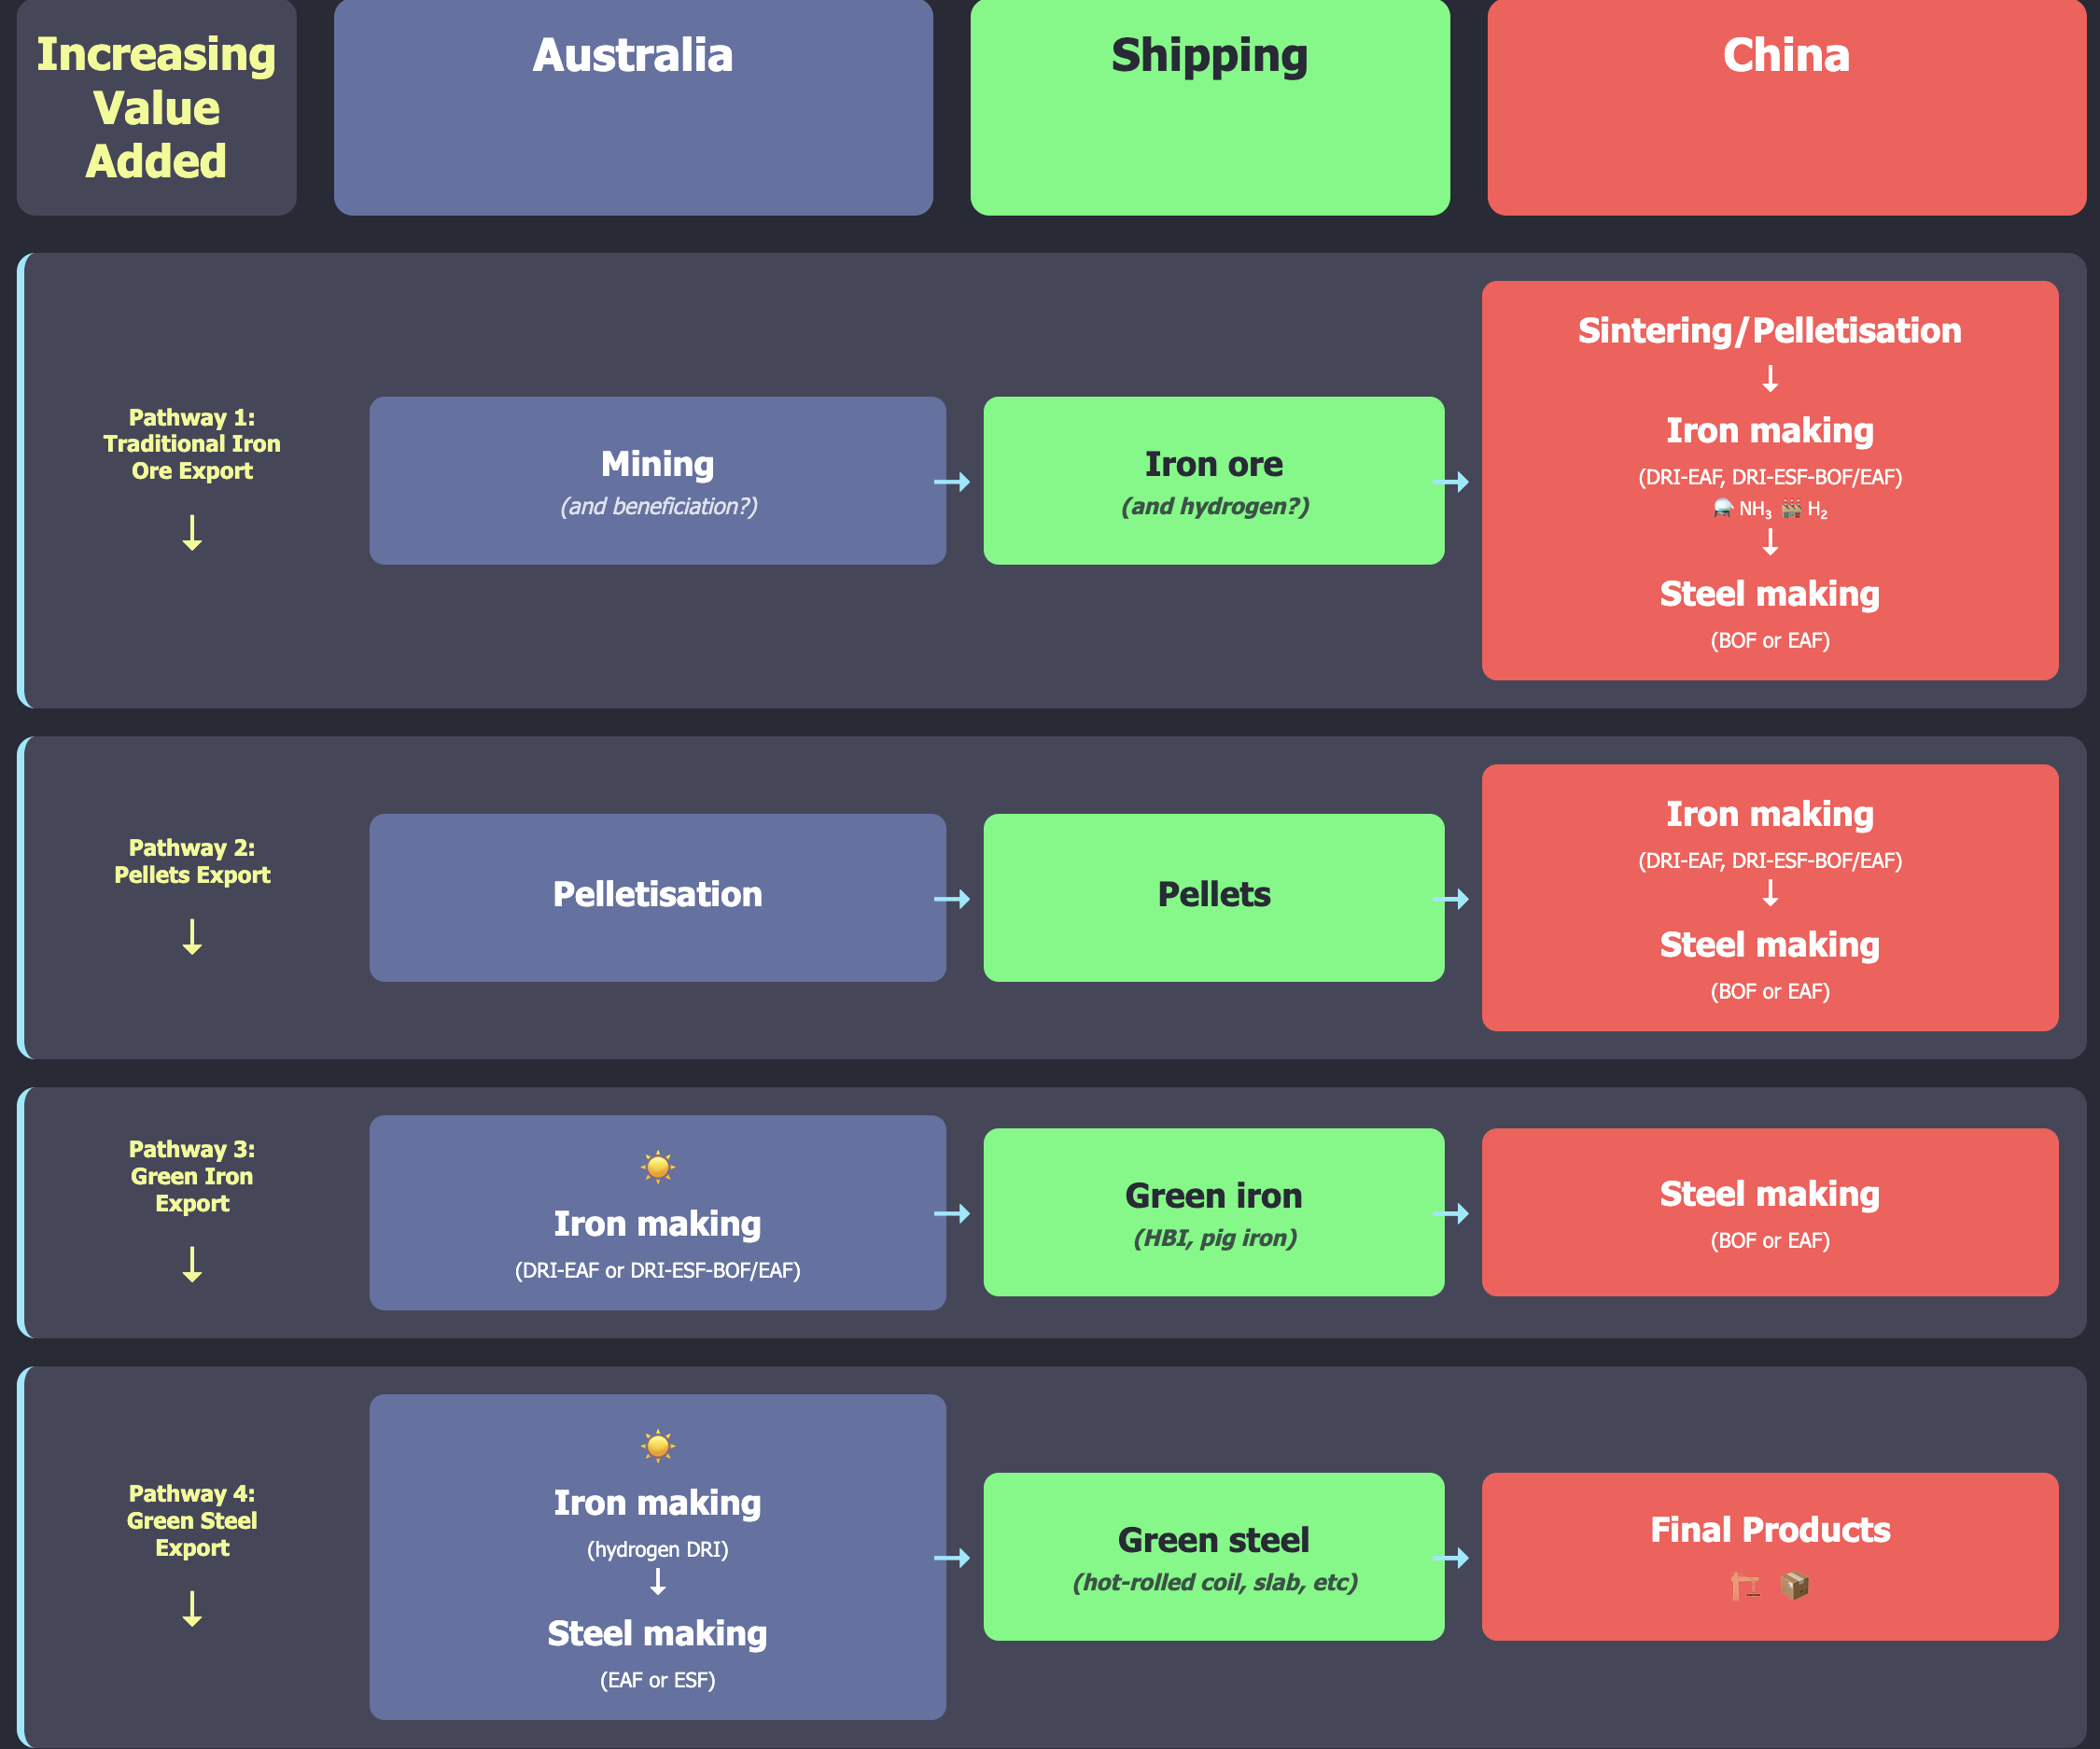 Increasing
Value
Added
Australia
Shipping
China
Pathway 1:
Traditional Iron
Ore Export
↓
Mining
(and beneficiation?)
→
Iron ore
(and hydrogen?)
→
Sintering/Pelletisation
↓
Iron making
(DRI-EAF, DRI-ESF-BOF/EAF)
NH₃ H₂
↓
Steel making
(BOF or EAF)
Pathway 2:
Pellets Export
↓
Pelletisation
→
Pellets
→
Iron making
(DRI-EAF, DRI-ESF-BOF/EAF)
↓
Steel making
(BOF or EAF)
Pathway 3:
Green Iron
Export
↓
Iron making
(DRI-EAF or DRI-ESF-BOF/EAF)
→
Green iron
(HBI, pig iron)
→
Steel making
(BOF or EAF)
Pathway 4:
Green Steel
Export
↓
Iron making
(hydrogen DRI)
↓
Steel making
(EAF or ESF)
→
Green steel
(hot-rolled coil, slab, etc)
→
Final Products